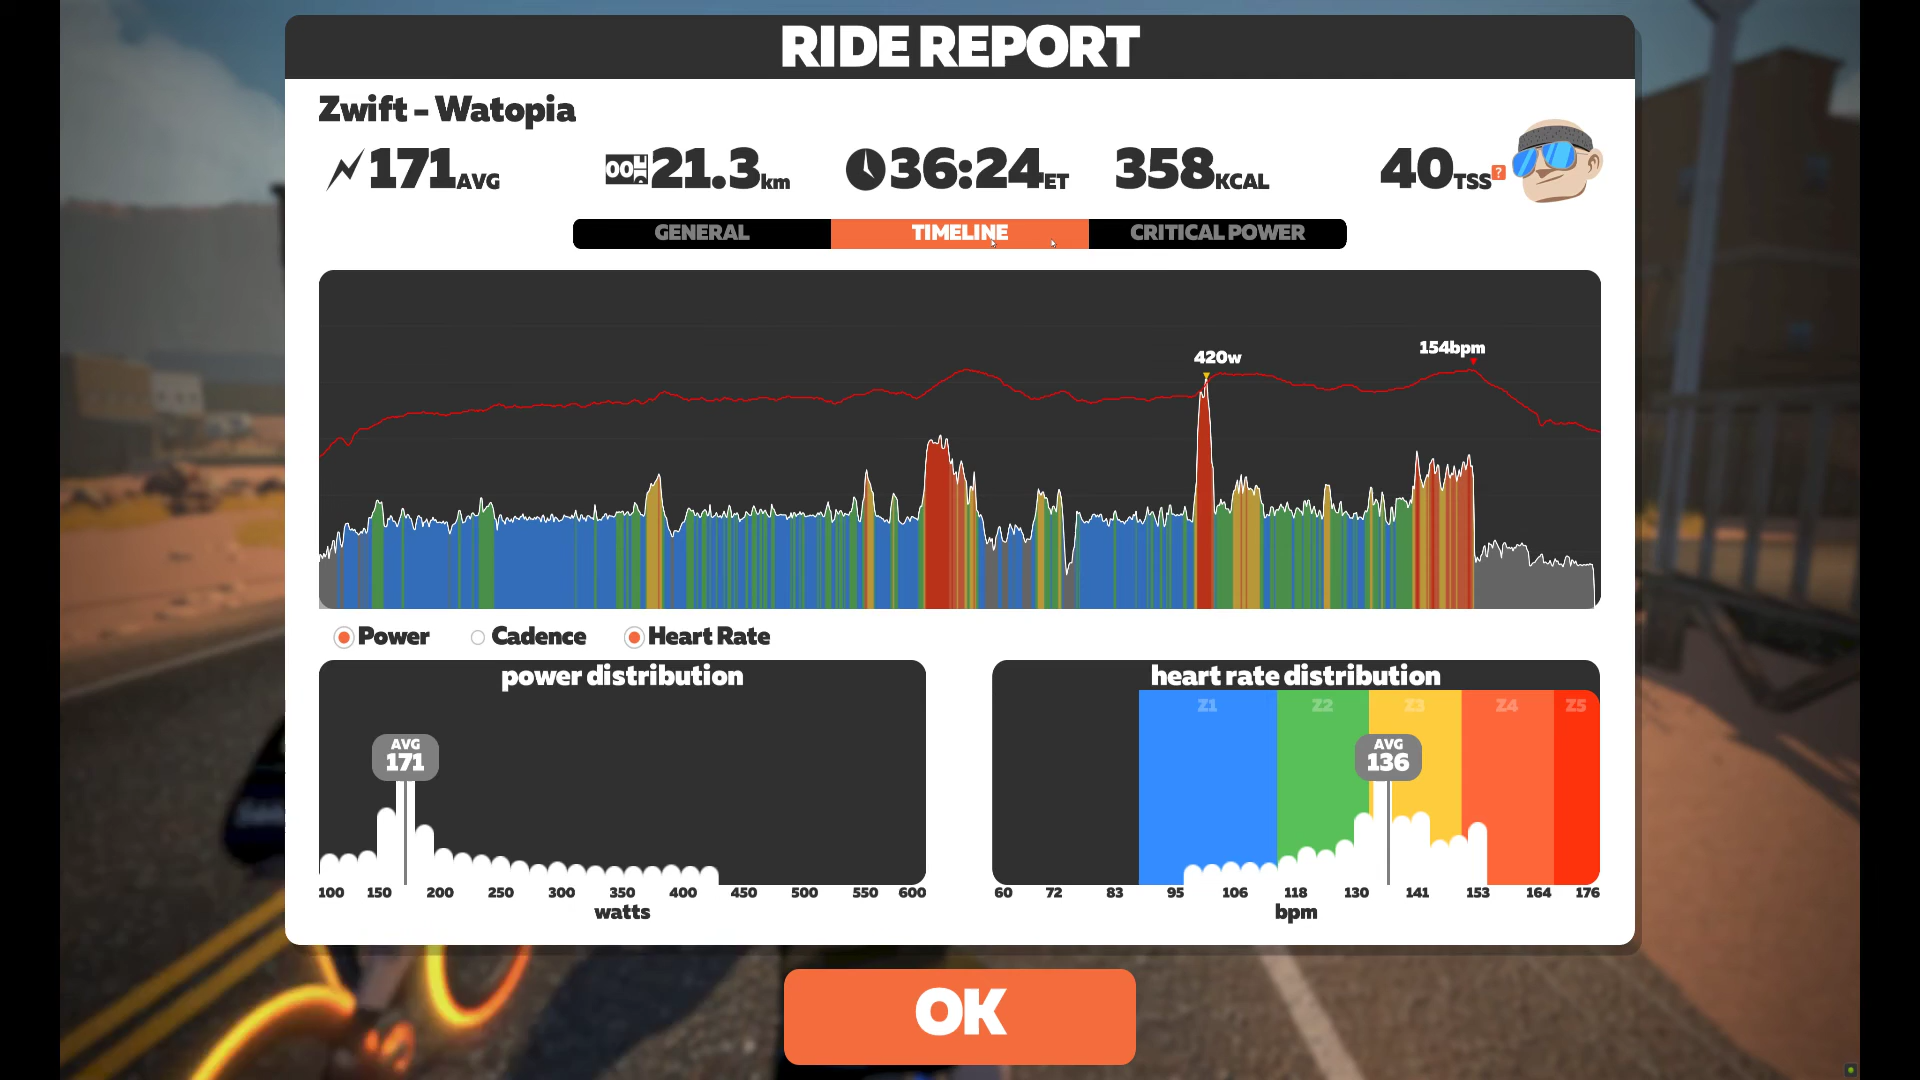 RIDE REPORT
Zwift - Watopia
171AVG
21.3km
36:24ET
358KCAL
40TSS?
GENERAL
TIMELINE
CRITICAL POWER
420w
154bpm
Power
Cadence
Heart Rate
power distribution
AVG
171
100 150 200 250 300 350 400 450 500 550 600
watts
heart rate distribution
Z1 Z2 Z3 Z4 Z5
AVG
136
60 72 83 95 106 118 130 141 153 164 176
bpm
OK